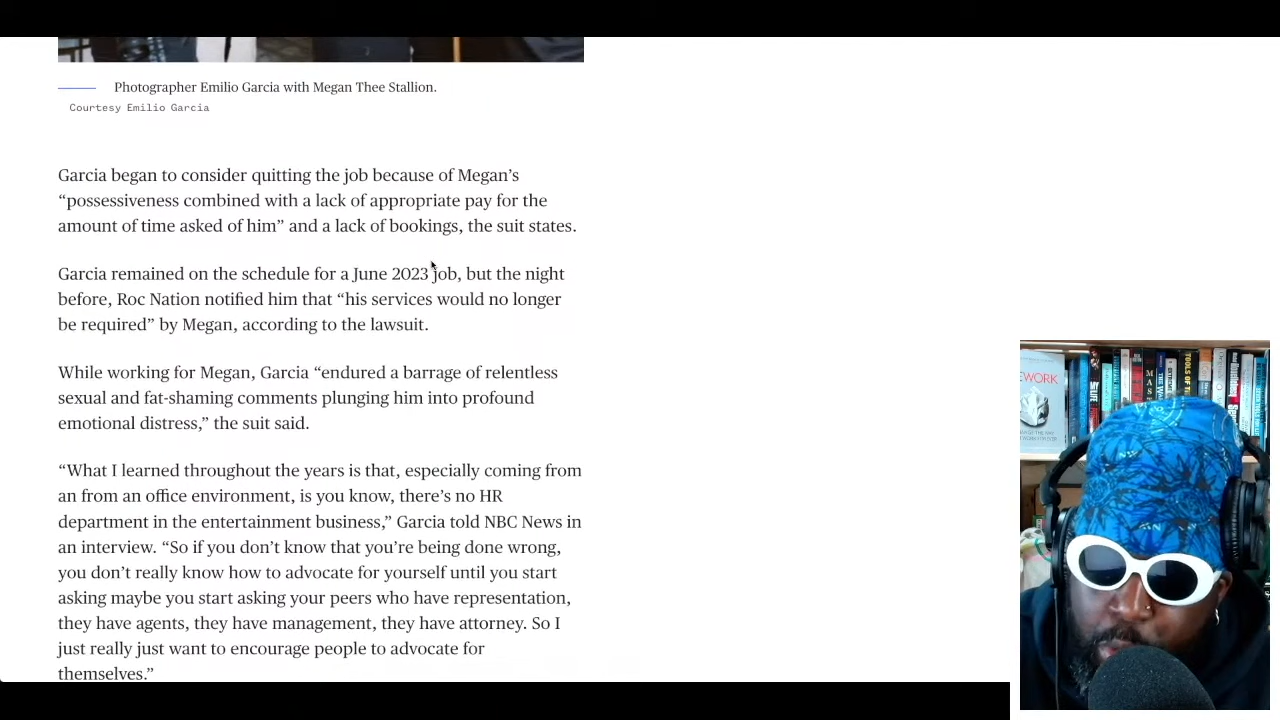 Photographer Emilio Garcia with Megan Thee Stallion.
Courtesy Emilio Garcia
Garcia began to consider quitting the job because of Megan’s
“possessiveness combined with a lack of appropriate pay for the
amount of time asked of him” and a lack of bookings, the suit states.
Garcia remained on the schedule for a June 2023 job, but the night
before, Roc Nation notified him that “his services would no longer
be required” by Megan, according to the lawsuit.
While working for Megan, Garcia “endured a barrage of relentless
sexual and fat-shaming comments plunging him into profound
emotional distress,” the suit said.
“What I learned throughout the years is that, especially coming from
an from an office environment, is you know, there’s no HR
department in the entertainment business,” Garcia told NBC News in
an interview. “So if you don’t know that you’re being done wrong,
you don’t really know how to advocate for yourself until you start
asking maybe you start asking your peers who have representation,
they have agents, they have management, they have attorney. So I
just really just want to encourage people to advocate for
themselves.”